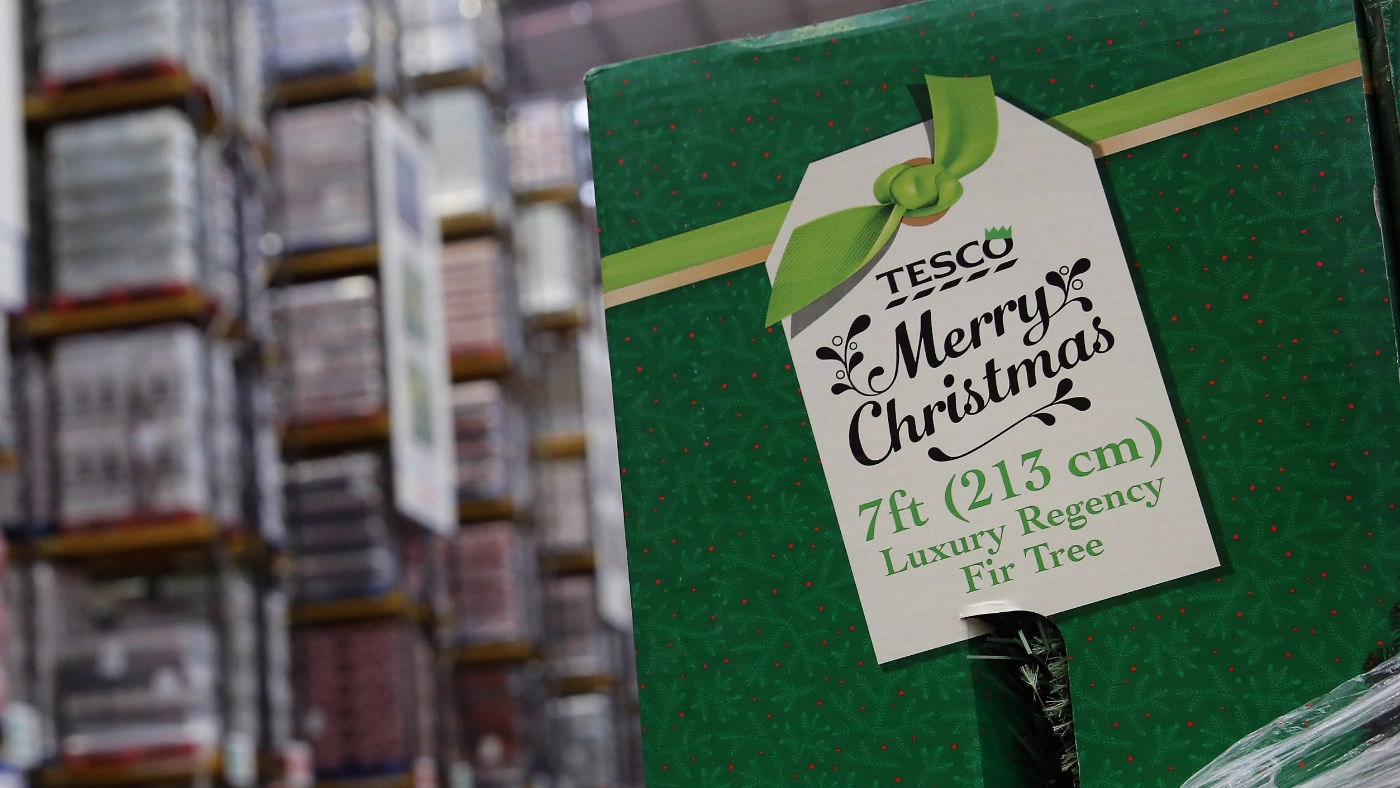 TESCO
Merry
Christmas
7ft (213 cm)
Luxury Regency
Fir Tree